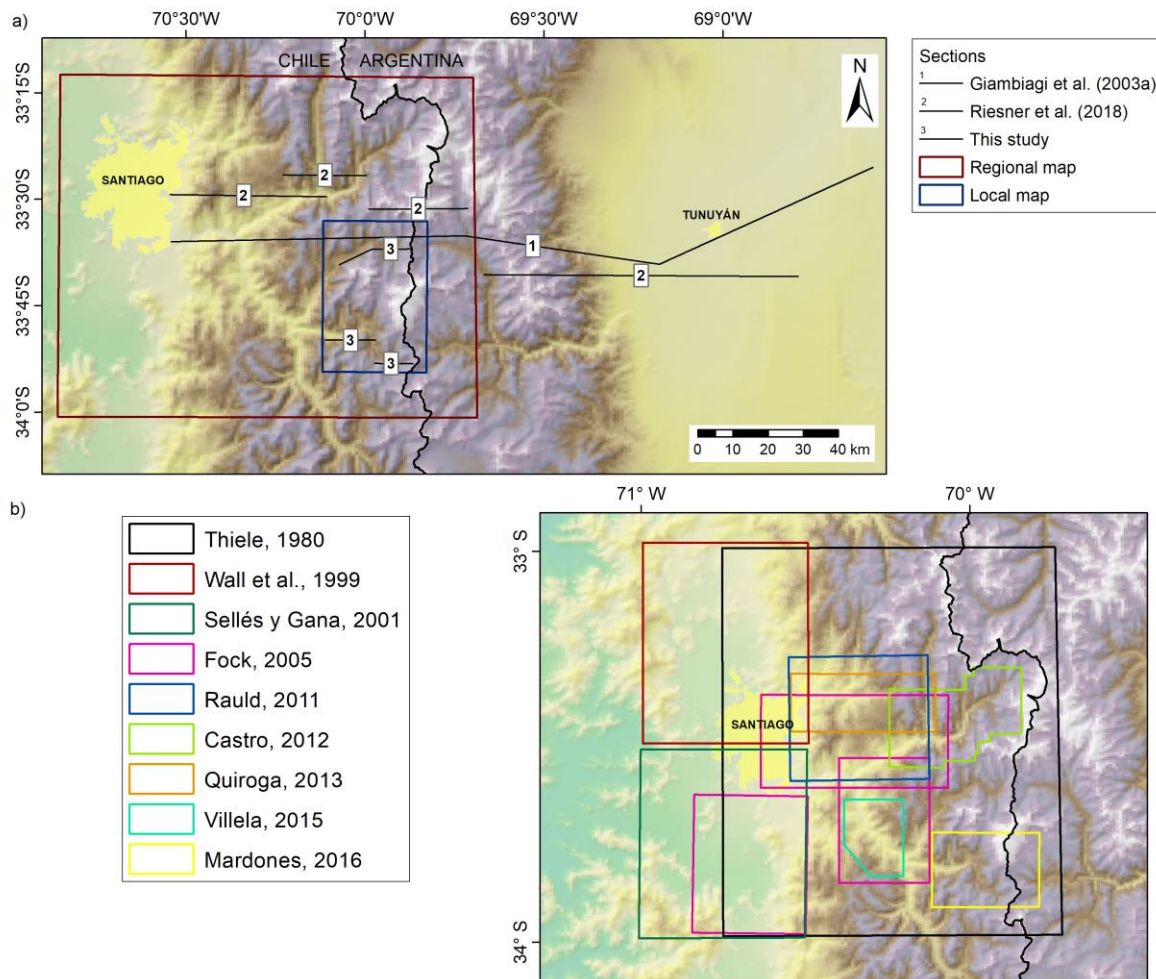 a)
70°30'W
70°0'W
69°30'W
69°0'W
CHILE
ARGENTINA
33°15'S
33°30'S
33°45'S
34°0'S
N
SANTIAGO
TUNUYÁN
2
2
2
1
3
2
3
3
0 10 20 30 40 km
Sections
1 Giambiagi et al. (2003a)
2 Riesner et al. (2018)
3 This study
Regional map
Local map
b)
Thiele, 1980
Wall et al., 1999
Sellés y Gana, 2001
Fock, 2005
Rauld, 2011
Castro, 2012
Quiroga, 2013
Villela, 2015
Mardones, 2016
71° W
70° W
33° S
34° S
SANTIAGO